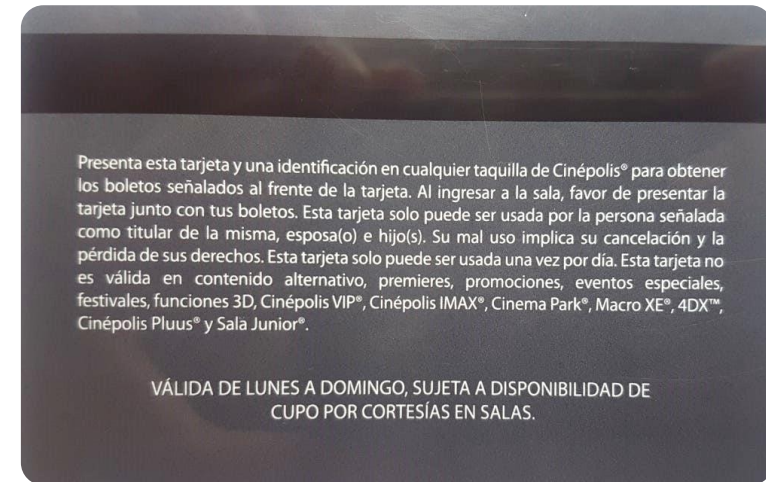 Presenta esta tarjeta y una identificación en cualquier taquilla de Cinépolis® para obtener
los boletos señalados al frente de la tarjeta. Al ingresar a la sala, favor de presentar la
tarjeta junto con tus boletos. Esta tarjeta solo puede ser usada por la persona señalada
como titular de la misma, esposa(o) e hijo(s). Su mal uso implica su cancelación y la
pérdida de sus derechos. Esta tarjeta solo puede ser usada una vez por día. Esta tarjeta no
es válida en contenido alternativo, premieres, promociones, eventos especiales,
festivales, funciones 3D, Cinépolis VIP®, Cinépolis IMAX®, Cinema Park®, Macro XE®, 4DX™,
Cinépolis Pluus® y Sala Junior®.
VÁLIDA DE LUNES A DOMINGO, SUJETA A DISPONIBILIDAD DE
CUPO POR CORTESÍAS EN SALAS.